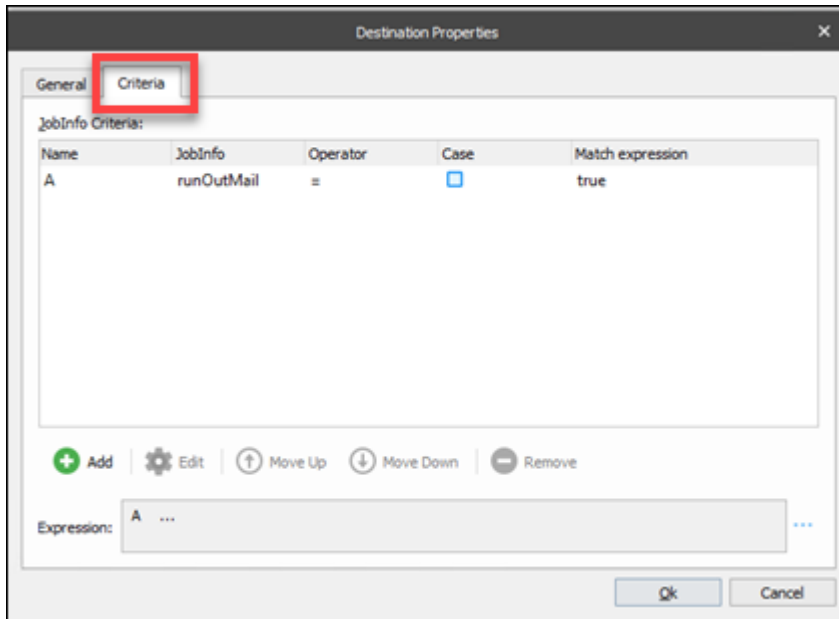 Destination Properties
General Criteria
JobInfo Criteria:
Name JobInfo Operator Case Match expression
A runOutMail = true
Add Edit Move Up Move Down Remove
Expression: A ... ...
Ok Cancel